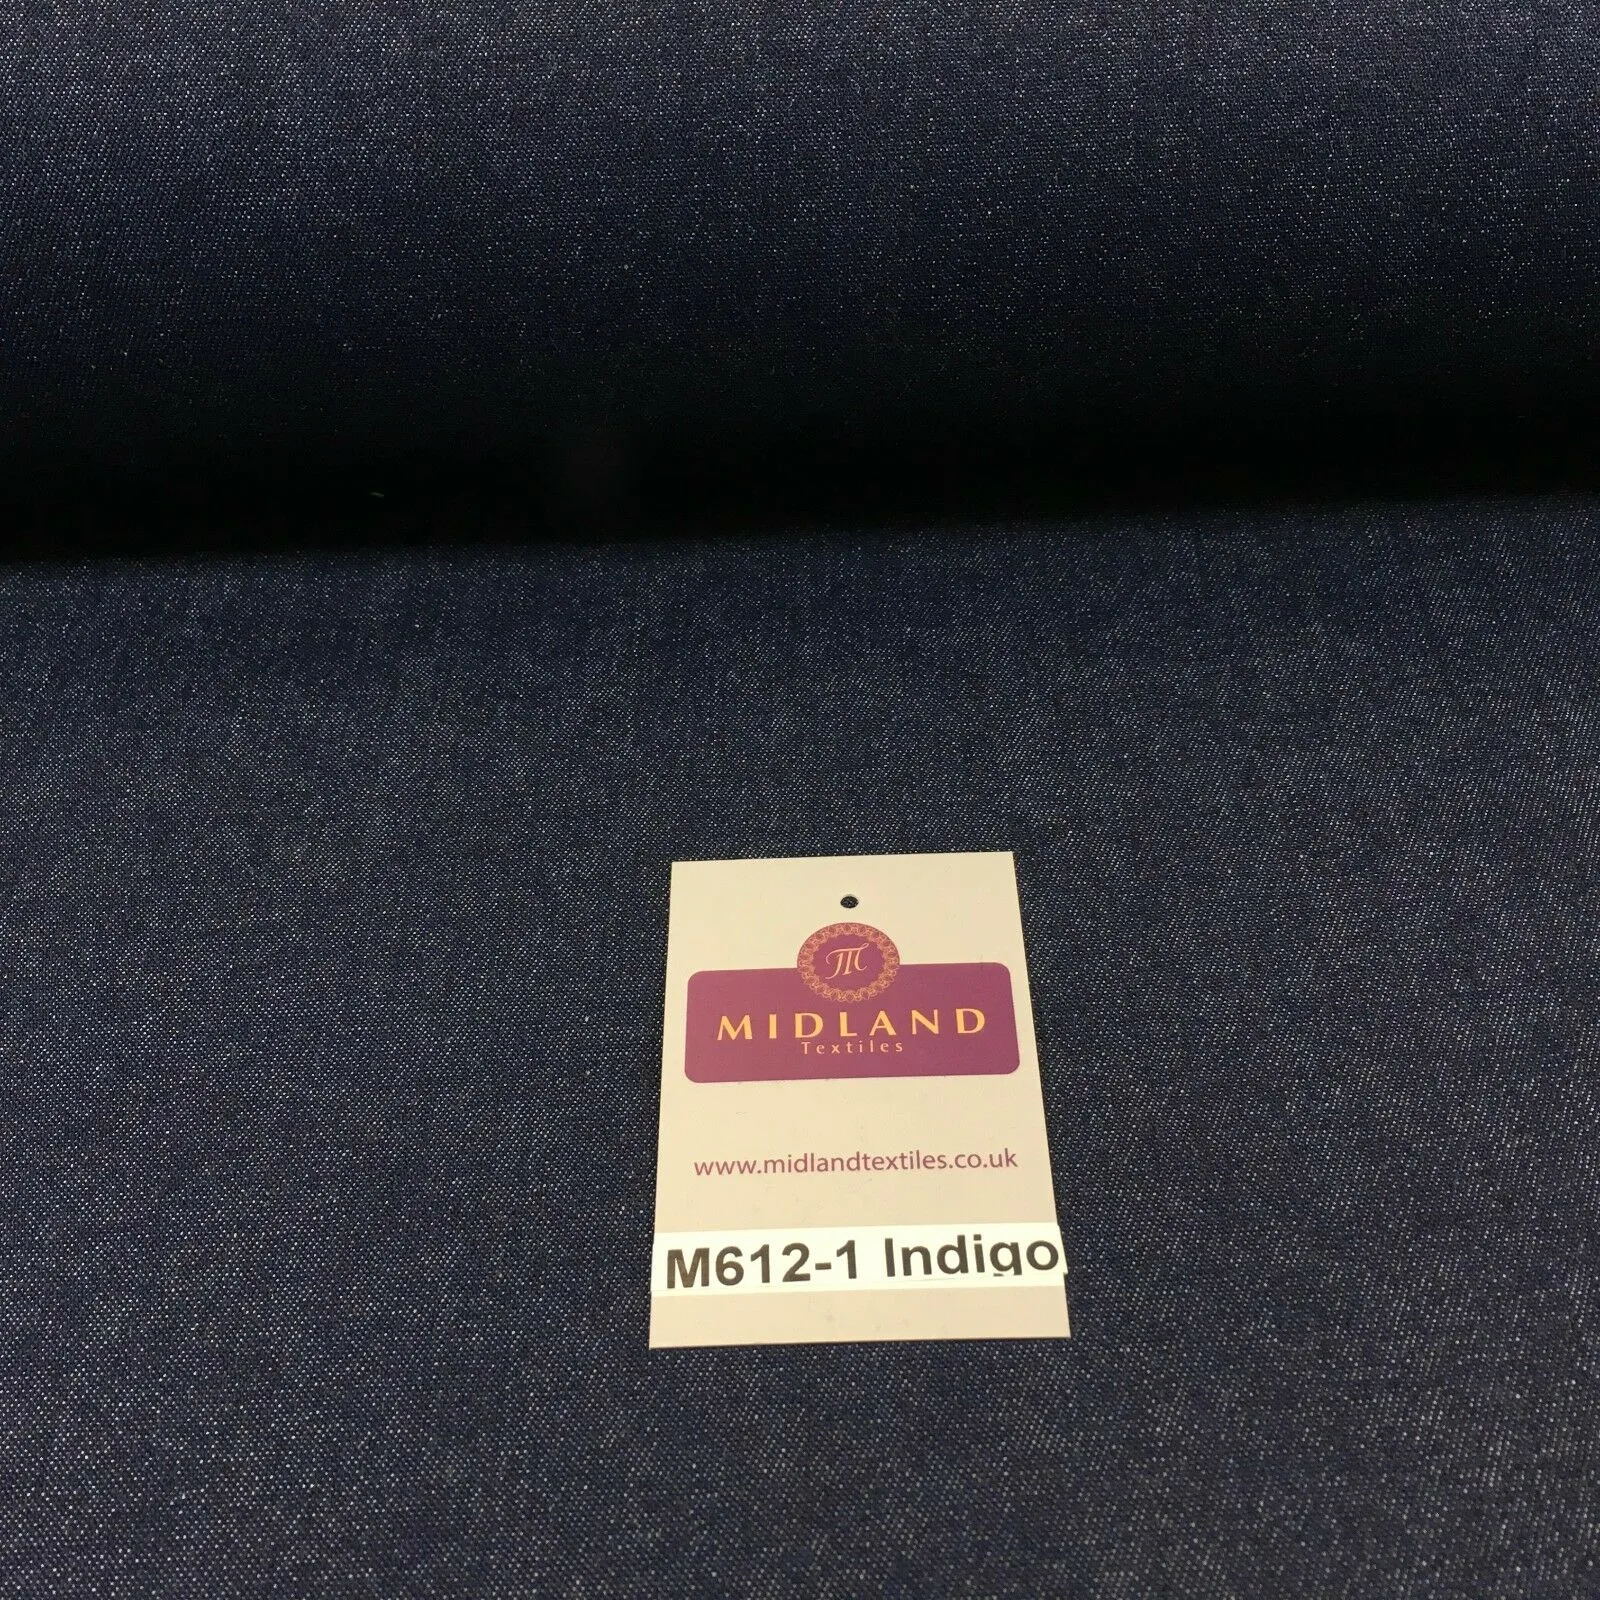 M
MIDLAND
Textiles
www.midlandtextiles.co.uk
M612-1 Indigo